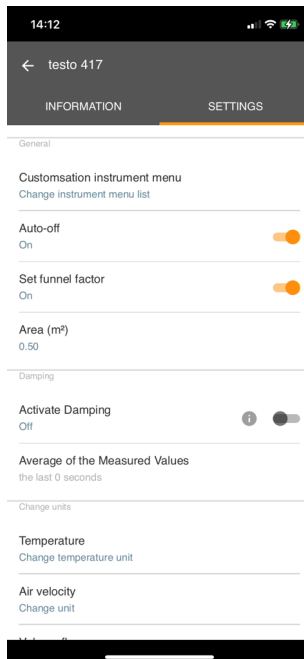 14:12
testo 417
INFORMATION
SETTINGS
General
Customsation instrument menu
Change instrument menu list
Auto-off
On
Set funnel factor
On
Area (m²)
0.50
Damping
Activate Damping
Off
Average of the Measured Values
the last 0 seconds
Change units
Temperature
Change temperature unit
Air velocity
Change unit